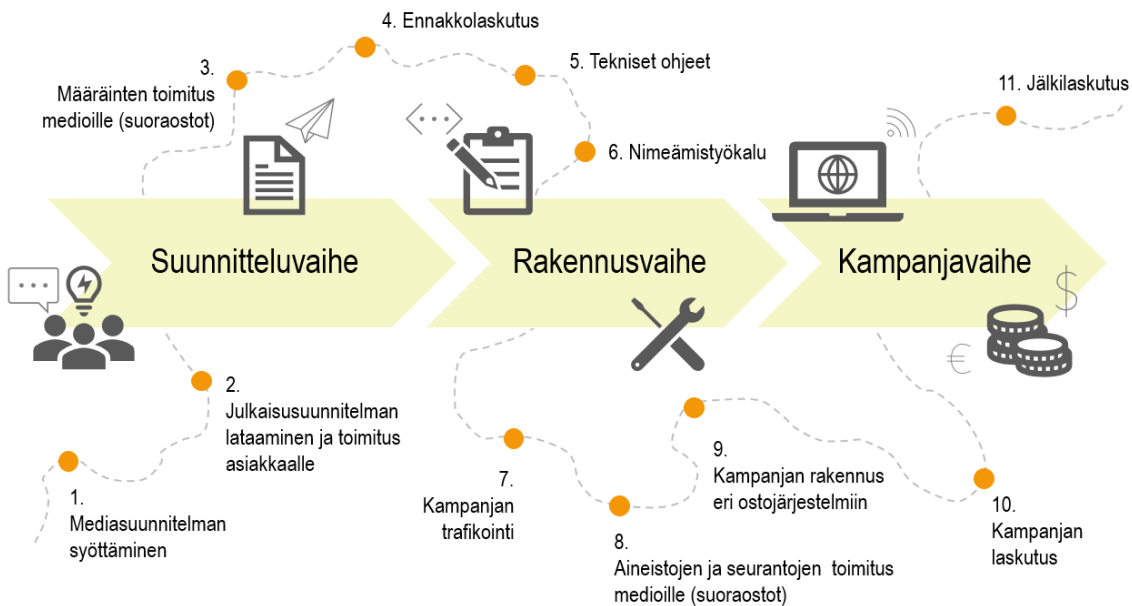 4. Ennakkolaskutus
3.
Määräinten toimitus
medioille (suoraostot)
5. Tekniset ohjeet
11. Jälkilaskutus
6. Nimeämistyökalu
Suunnitteluvaihe
Rakennusvaihe
Kampanjavaihe
$
€
2.
Julkaisusuunnitelman
lataaminen ja toimitus
asiakkaalle
1.
Mediasuunnitelman
syöttäminen
7.
Kampanjan
trafikointi
9.
Kampanjan rakennus
eri ostojärjestelmiin
8.
Aineistojen ja seurantojen toimitus
medioille (suoraostot)
10.
Kampanjan
laskutus